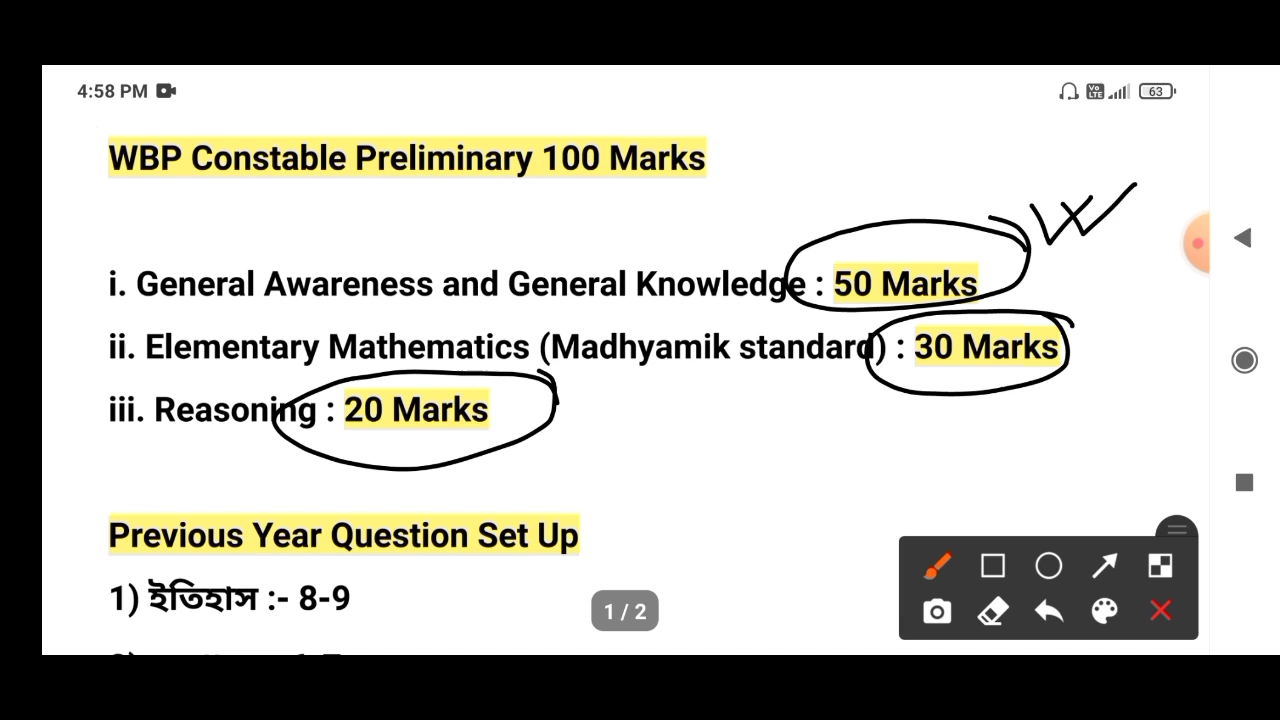 4:58 PM
Vo LTE
63
WBP Constable Preliminary 100 Marks
i. General Awareness and General Knowledge : 50 Marks
ii. Elementary Mathematics (Madhyamik standard) : 30 Marks
iii. Reasoning : 20 Marks
Previous Year Question Set Up
1) ইতিহাস :- 8-9
1 / 2